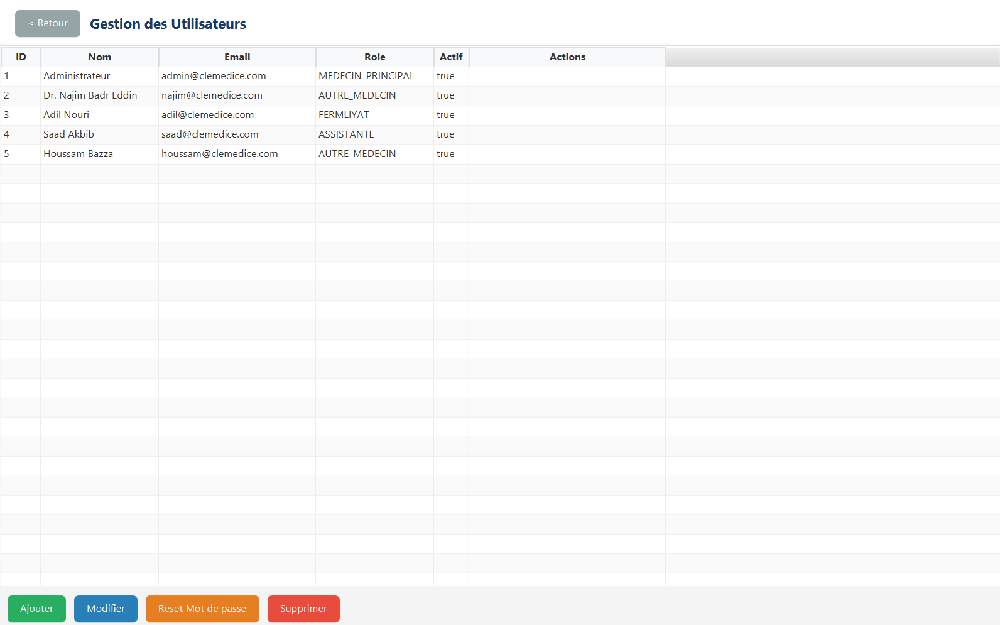 < Retour Gestion des Utilisateurs
ID Nom Email Role Actif Actions
1 Administrateur admin@clemedice.com MEDECIN_PRINCIPAL true
2 Dr. Najim Badr Eddin najim@clemedice.com AUTRE_MEDECIN true
3 Adil Nouri adil@clemedice.com FERMLIYAT true
4 Saad Akbib saad@clemedice.com ASSISTANTE true
5 Houssam Bazza houssam@clemedice.com AUTRE_MEDECIN true
Ajouter Modifier Reset Mot de passe Supprimer